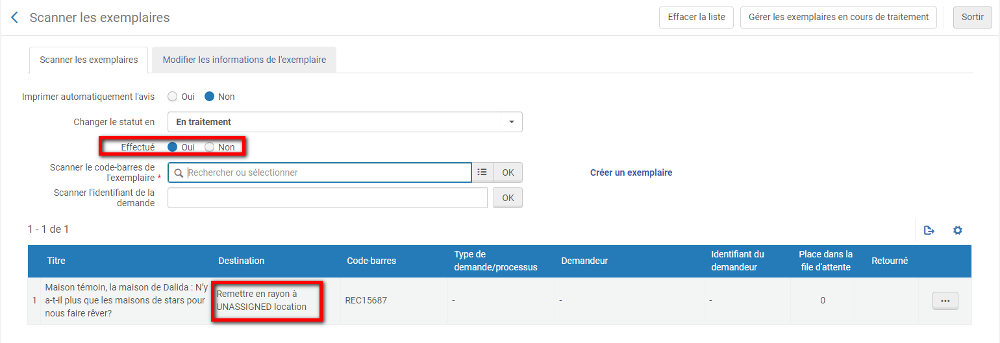 Scanner les exemplaires
Effacer la liste
Gérer les exemplaires en cours de traitement
Sortir
Scanner les exemplaires
Modifier les informations de l'exemplaire
Imprimer automatiquement l'avis
Oui
Non
Changer le statut en
En traitement
Effectué
Oui
Non
Scanner le code-barres de
l'exemplaire *
Rechercher ou sélectionner
OK
Créer un exemplaire
Scanner l'identifiant de la
demande
OK
1 - 1 de 1
Titre
Destination
Code-barres
Type de
demande/processus
Demandeur
Identifiant du
demandeur
Place dans la
file d'attente
Retourné
1
Maison témoin, la maison de Dalida : N'y
a-t-il plus que les maisons de stars pour
nous faire rêver?
Remettre en rayon à
UNASSIGNED location
REC15687
-
-
-
0